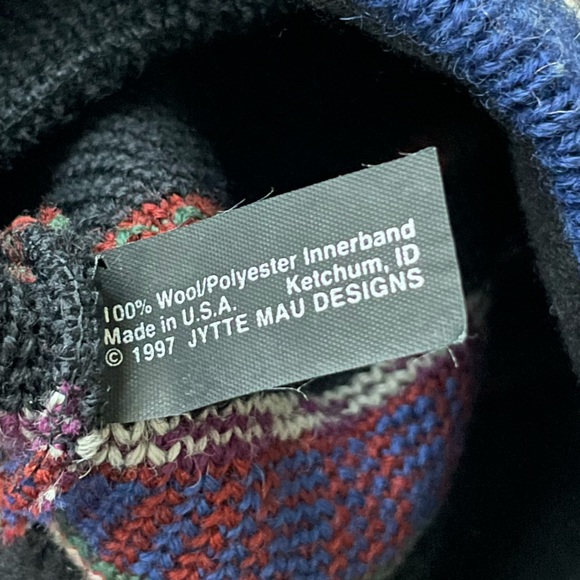 100% Wool/Polyester Innerband
Made in U.S.A. Ketchum, ID
© 1997 JYTTE MAU DESIGNS